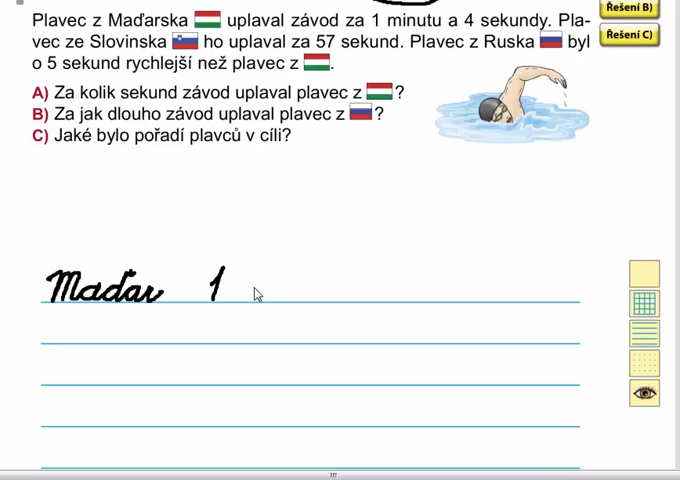 Plavec z Maďarska uplaval závod za 1 minutu a 4 sekundy. Pla-
vec ze Slovinska ho uplaval za 57 sekund. Plavec z Ruska byl
o 5 sekund rychlejší než plavec z .
A) Za kolik sekund závod uplaval plavec z ?
B) Za jak dlouho závod uplaval plavec z ?
C) Jaké bylo pořadí plavců v cíli?
Řešení B)
Řešení C)
Maďar 1